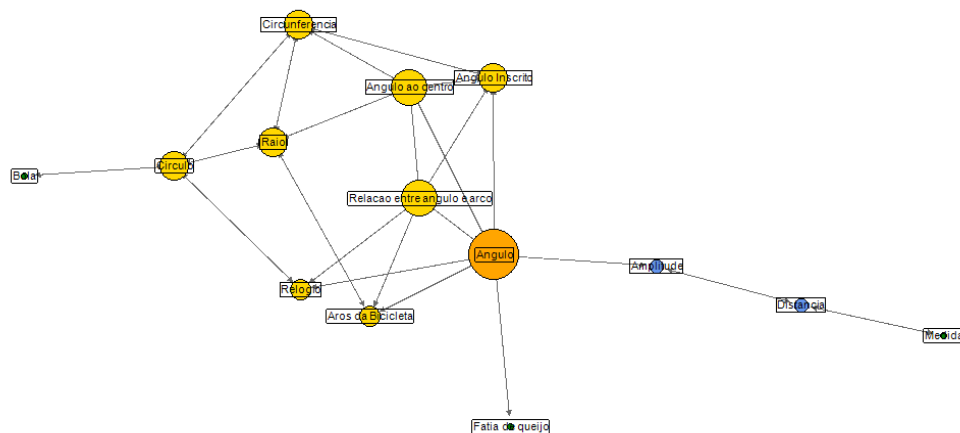 Circunferência
Angulo ao centro
Angulo Inscrito
Raio
Circulo
Bola
Relacao entre angulo e arco
Angulo
Amplitude
Relogio
Aros da Bicicleta
Distancia
Medida
Fatia de queijo